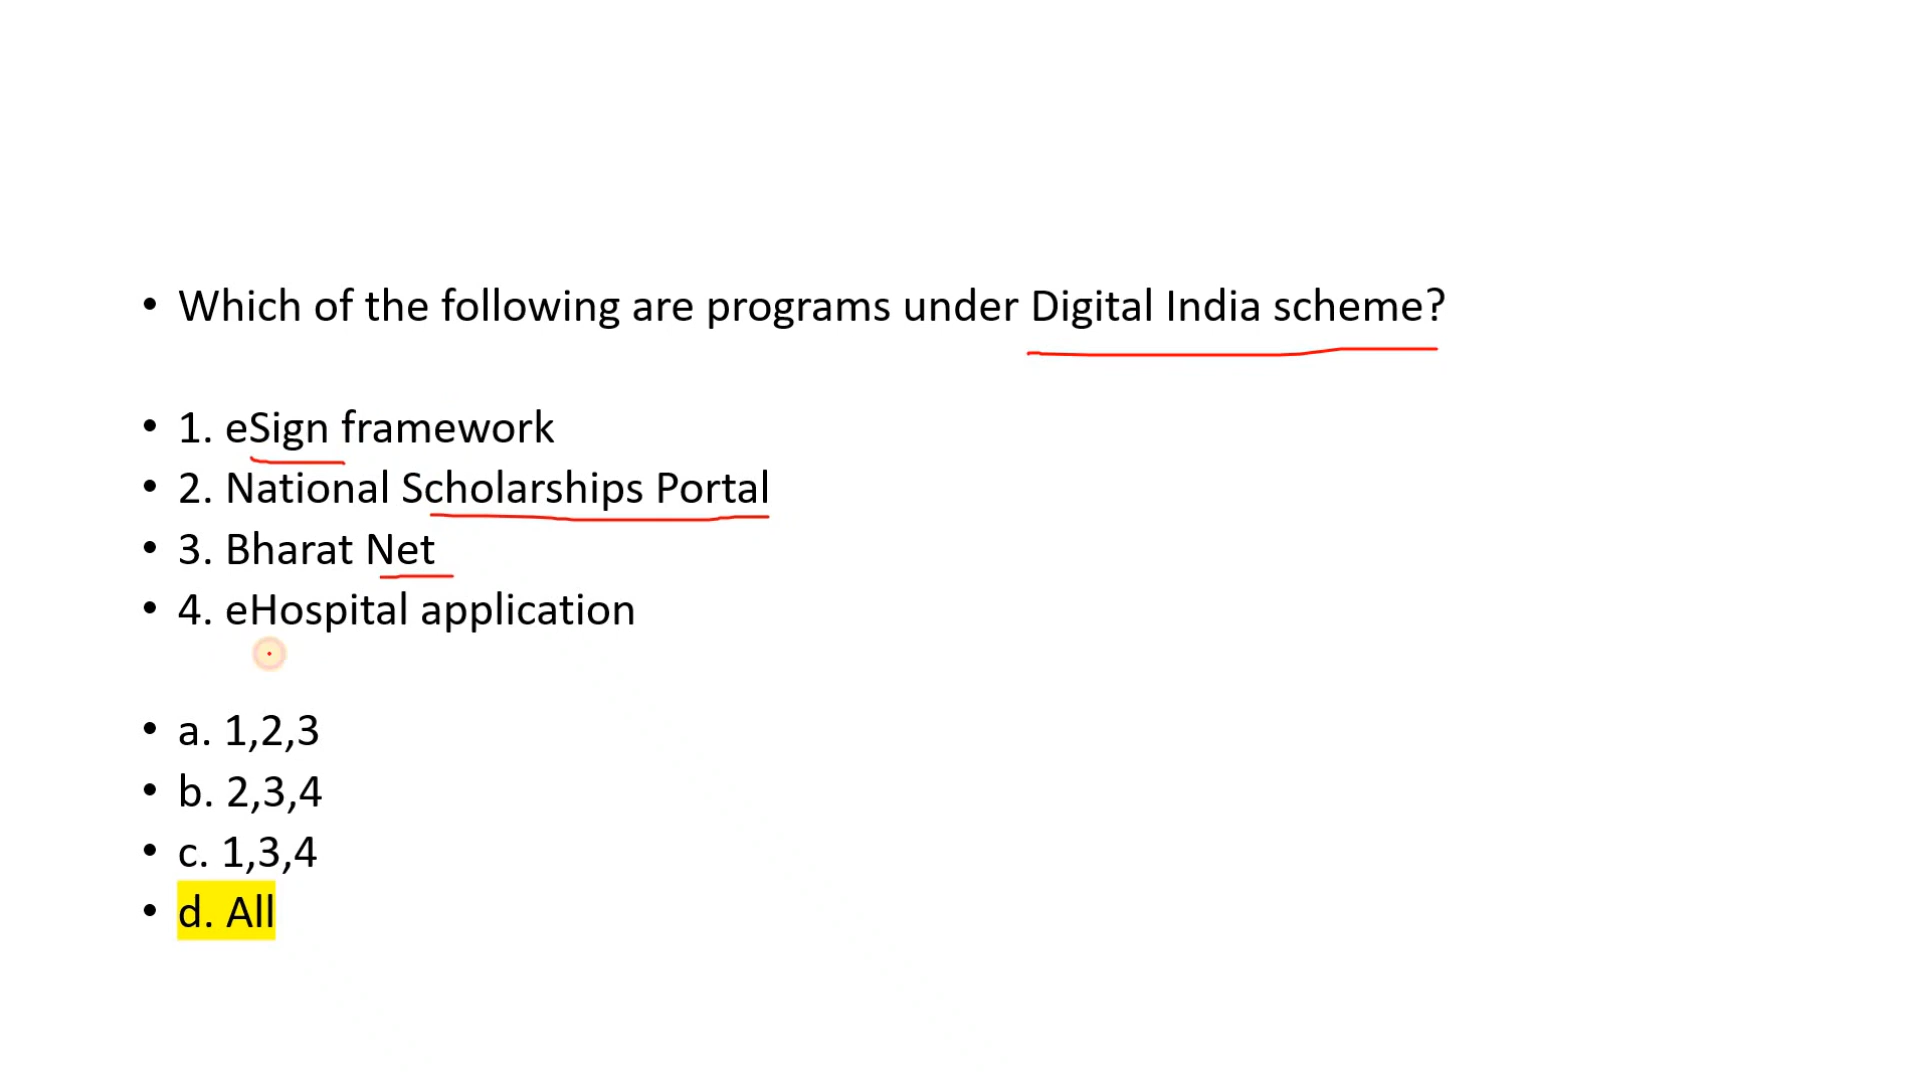 • Which of the following are programs under Digital India scheme?
• 1. eSign framework
• 2. National Scholarships Portal
• 3. Bharat Net
• 4. eHospital application
• a. 1,2,3
• b. 2,3,4
• c. 1,3,4
• d. All